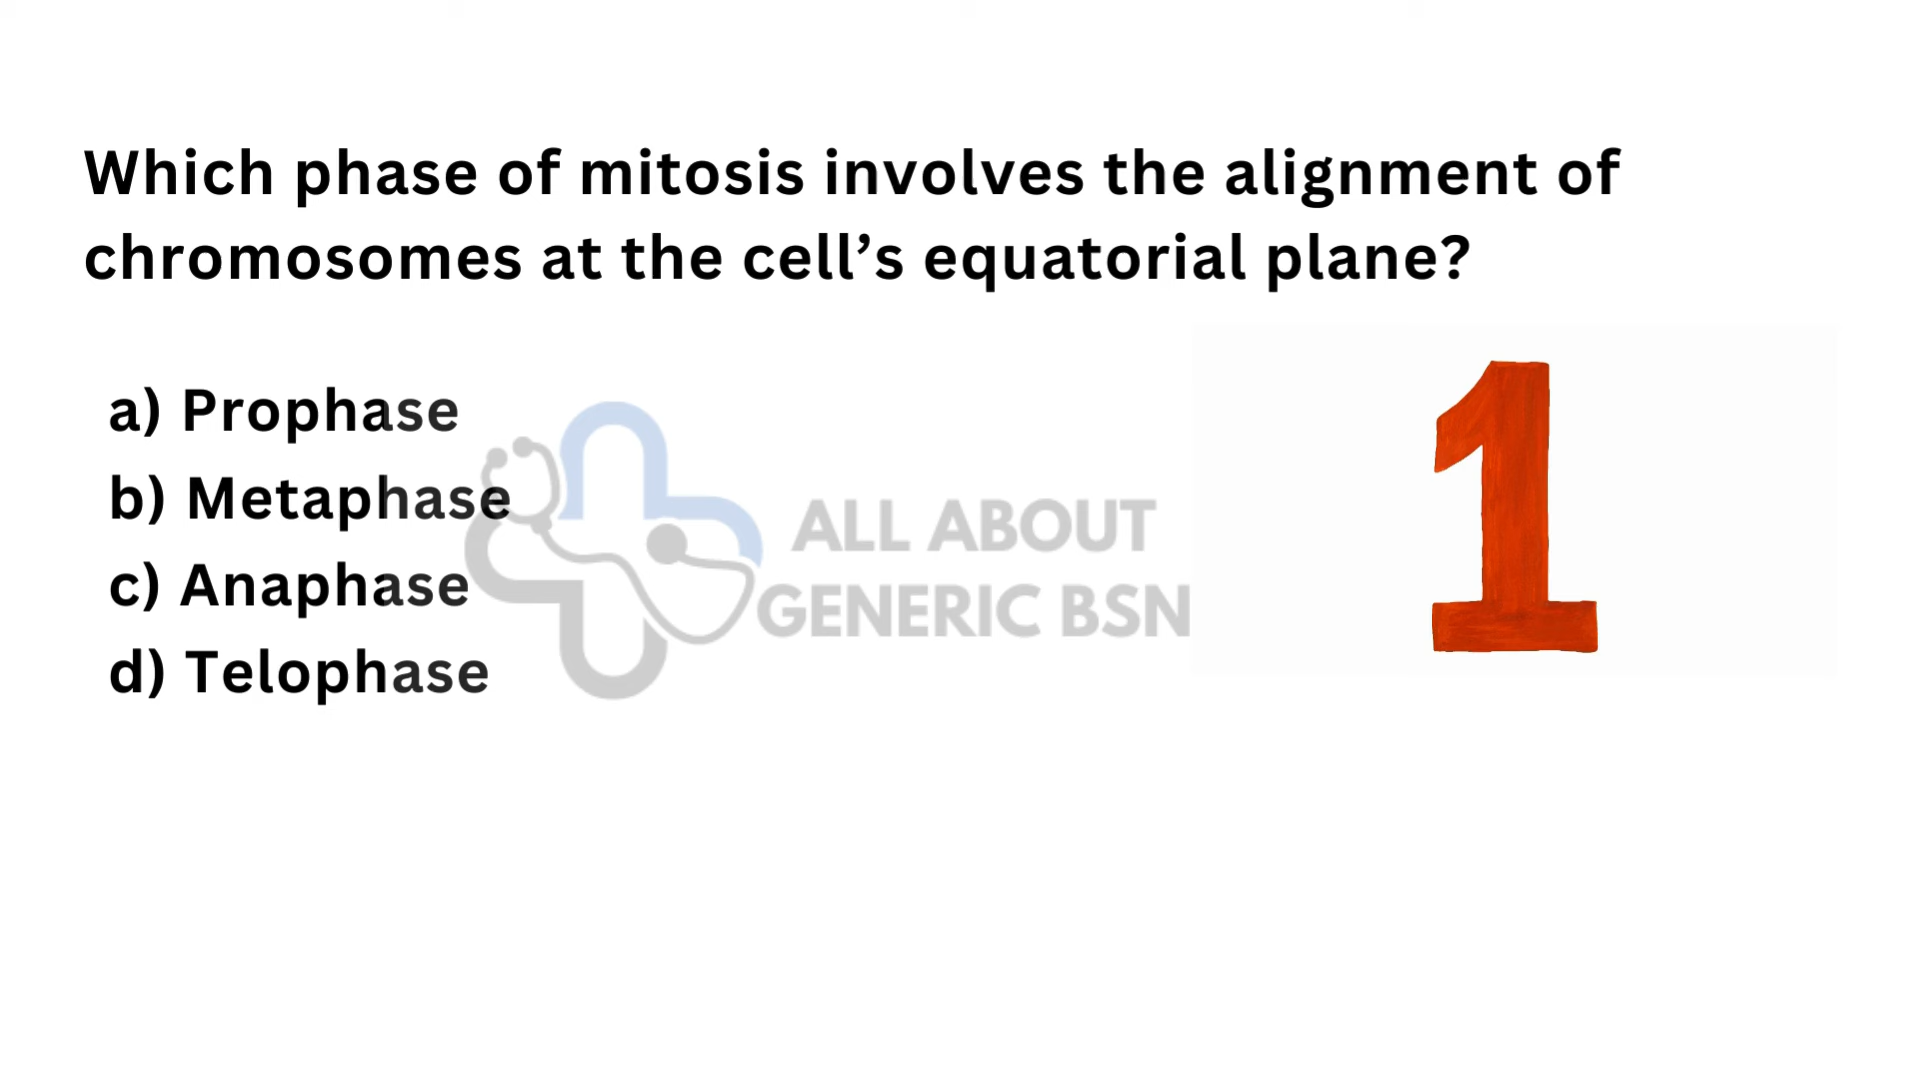 Which phase of mitosis involves the alignment of
chromosomes at the cell’s equatorial plane?
a) Prophase
b) Metaphase
c) Anaphase
d) Telophase
ALL ABOUT
GENERIC BSN
1